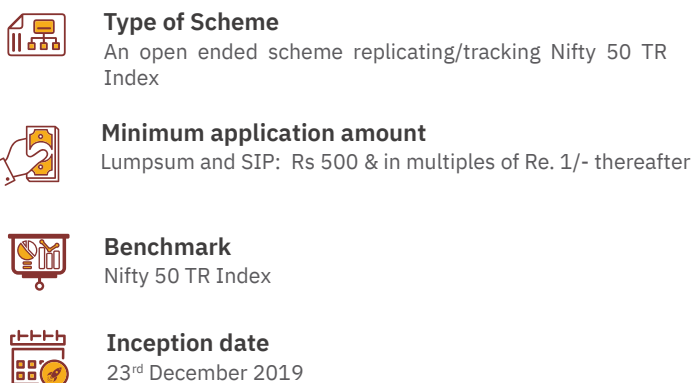 Type of Scheme
An open ended scheme replicating/tracking Nifty 50 TR
Index
Minimum application amount
Lumpsum and SIP: Rs 500 & in multiples of Re. 1/- thereafter
Benchmark
Nifty 50 TR Index
Inception date
23rd December 2019